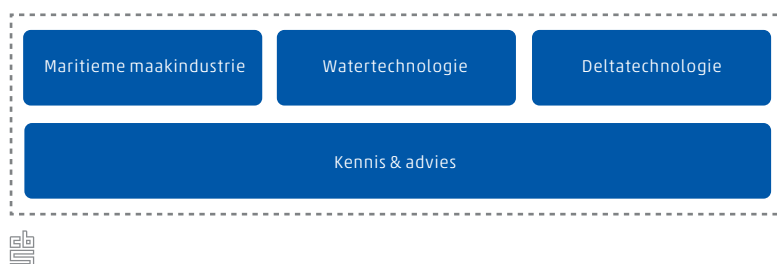 Maritieme maakindustrie
Watertechnologie
Deltatechnologie
Kennis & advies